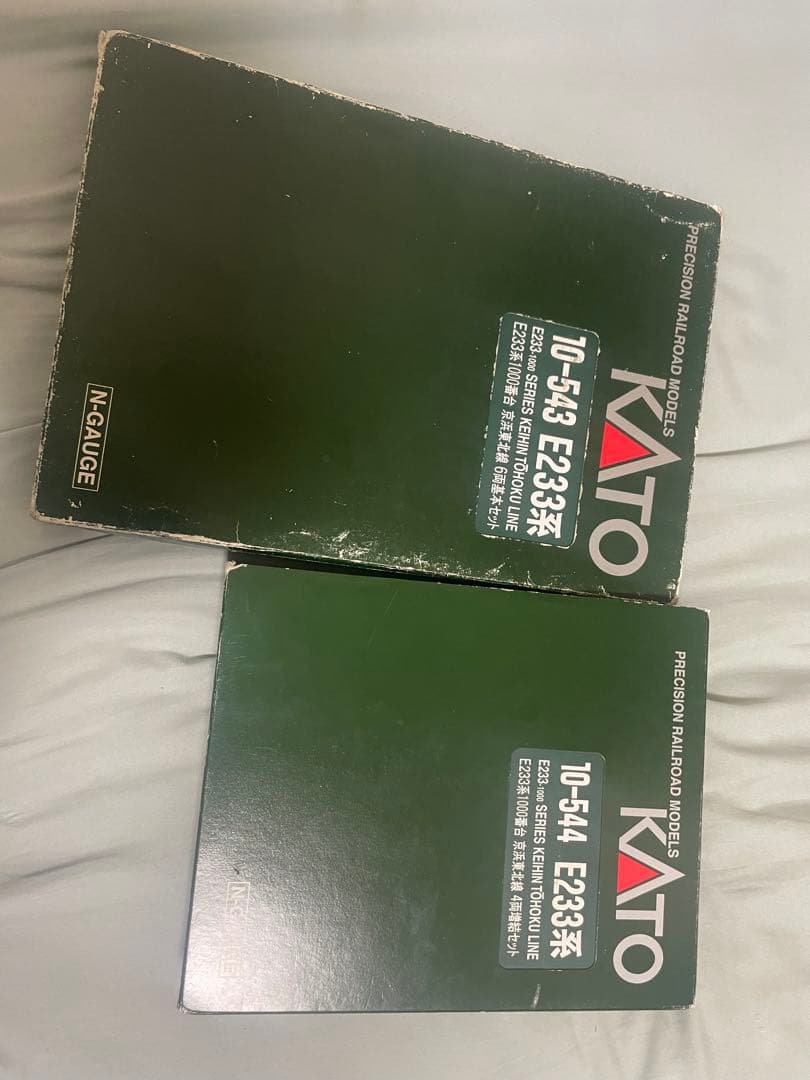 PRECISION RAILROAD MODELS
KATO
10-543 E233系
E233-1000 SERIES KEIHIN TŌHOKU LINE
E233系1000番台 京浜東北線 6両基本セット
N-GAUGE
PRECISION RAILROAD MODELS
KATO
10-544 E233系
E233-1000 SERIES KEIHIN TŌHOKU LINE
E233系1000番台 京浜東北線 4両増結セット